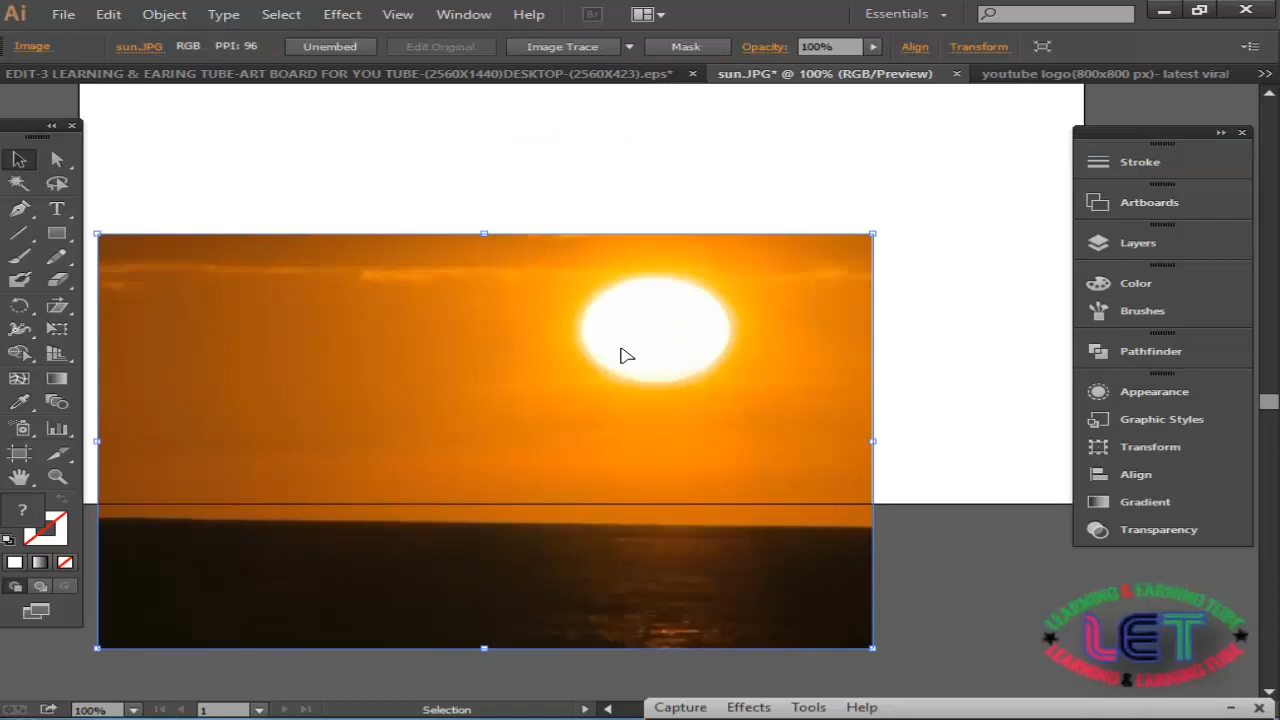 Ai File Edit Object Type Select Effect View Window Help Br Essentials
Image sun.JPG RGB PPI: 96 Unembed Edit Original Image Trace Mask Opacity: 100% Align Transform
EDIT-3 LEARNING & EARING TUBE-ART BOARD FOR YOU TUBE-(2560X1440)DESKTOP-(2560X423).eps* sun.JPG* @ 100% (RGB/Preview) youtube logo(800x800 px)- latest viral
Stroke
Artboards
Layers
Color
Brushes
Pathfinder
Appearance
Graphic Styles
Transform
Align
Gradient
Transparency
?
LEARNING & EARNING TUBE
LET
LEARNING & EARNING TUBE
100% 1 Selection
Capture Effects Tools Help